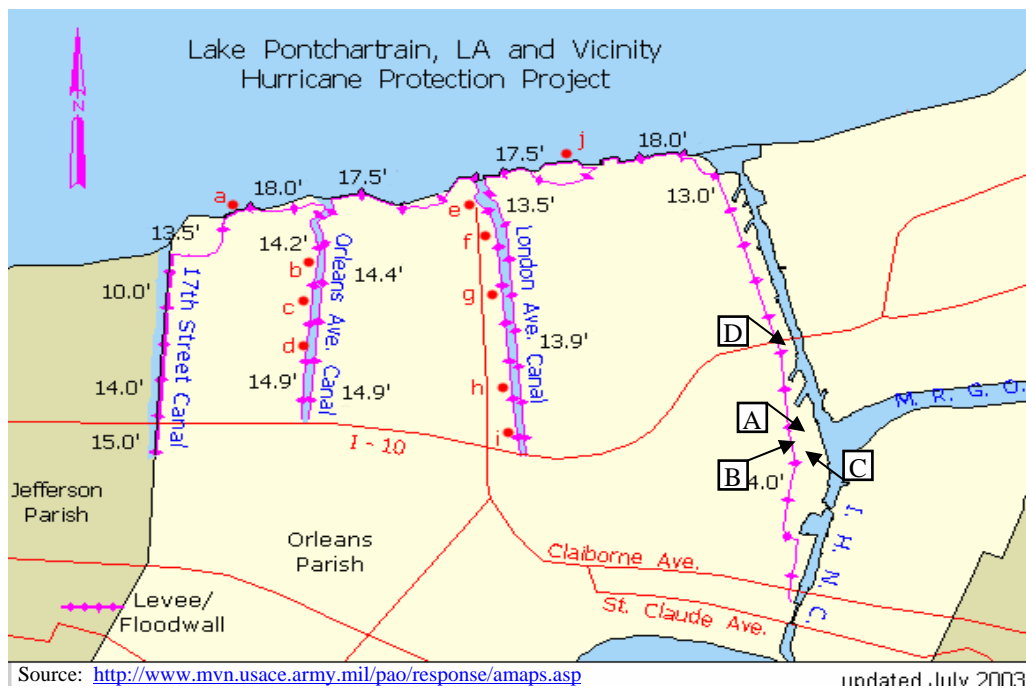 Lake Pontchartrain, LA and Vicinity
Hurricane Protection Project
N
j
17.5'
18.0'
a
18.0'
17.5'
13.0'
e
13.5'
13.5'
f
14.2'
b
14.4'
10.0'
g
c
17th Street Canal
Orleans Ave. Canal
London Ave. Canal
D
13.9'
d
14.0'
14.9'
14.9'
h
M. R. G. O.
A
15.0'
I - 10
i
B
C
4.0'
Jefferson
Parish
Orleans
Parish
I. H. N. C.
Claiborne Ave.
St. Claude Ave.
Levee/
Floodwall
Source: http://www.mvn.usace.army.mil/pao/response/amaps.asp
updated July 2003